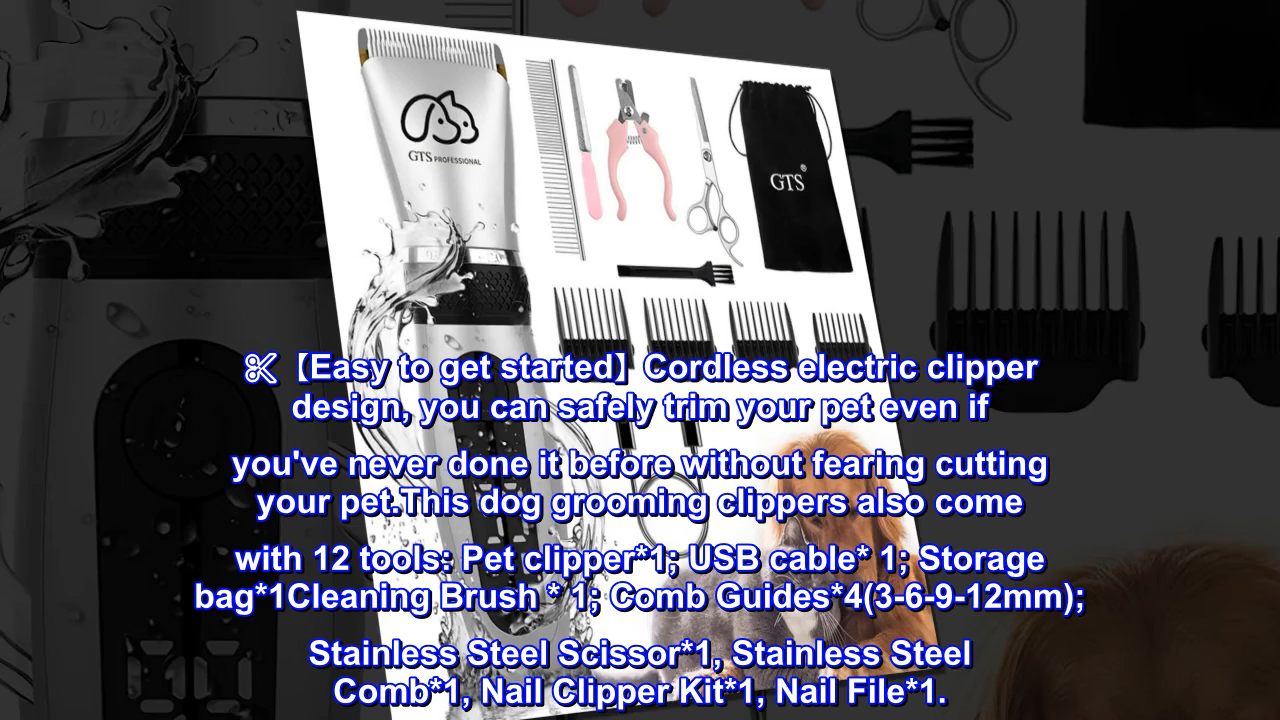 GTS PROFESSIONAL
GTS®
✂【Easy to get started】Cordless electric clipper
design, you can safely trim your pet even if
you've never done it before without fearing cutting
your pet.This dog grooming clippers also come
with 12 tools: Pet clipper*1; USB cable* 1; Storage
bag*1Cleaning Brush * 1; Comb Guides*4(3-6-9-12mm);
Stainless Steel Scissor*1, Stainless Steel
Comb*1, Nail Clipper Kit*1, Nail File*1.